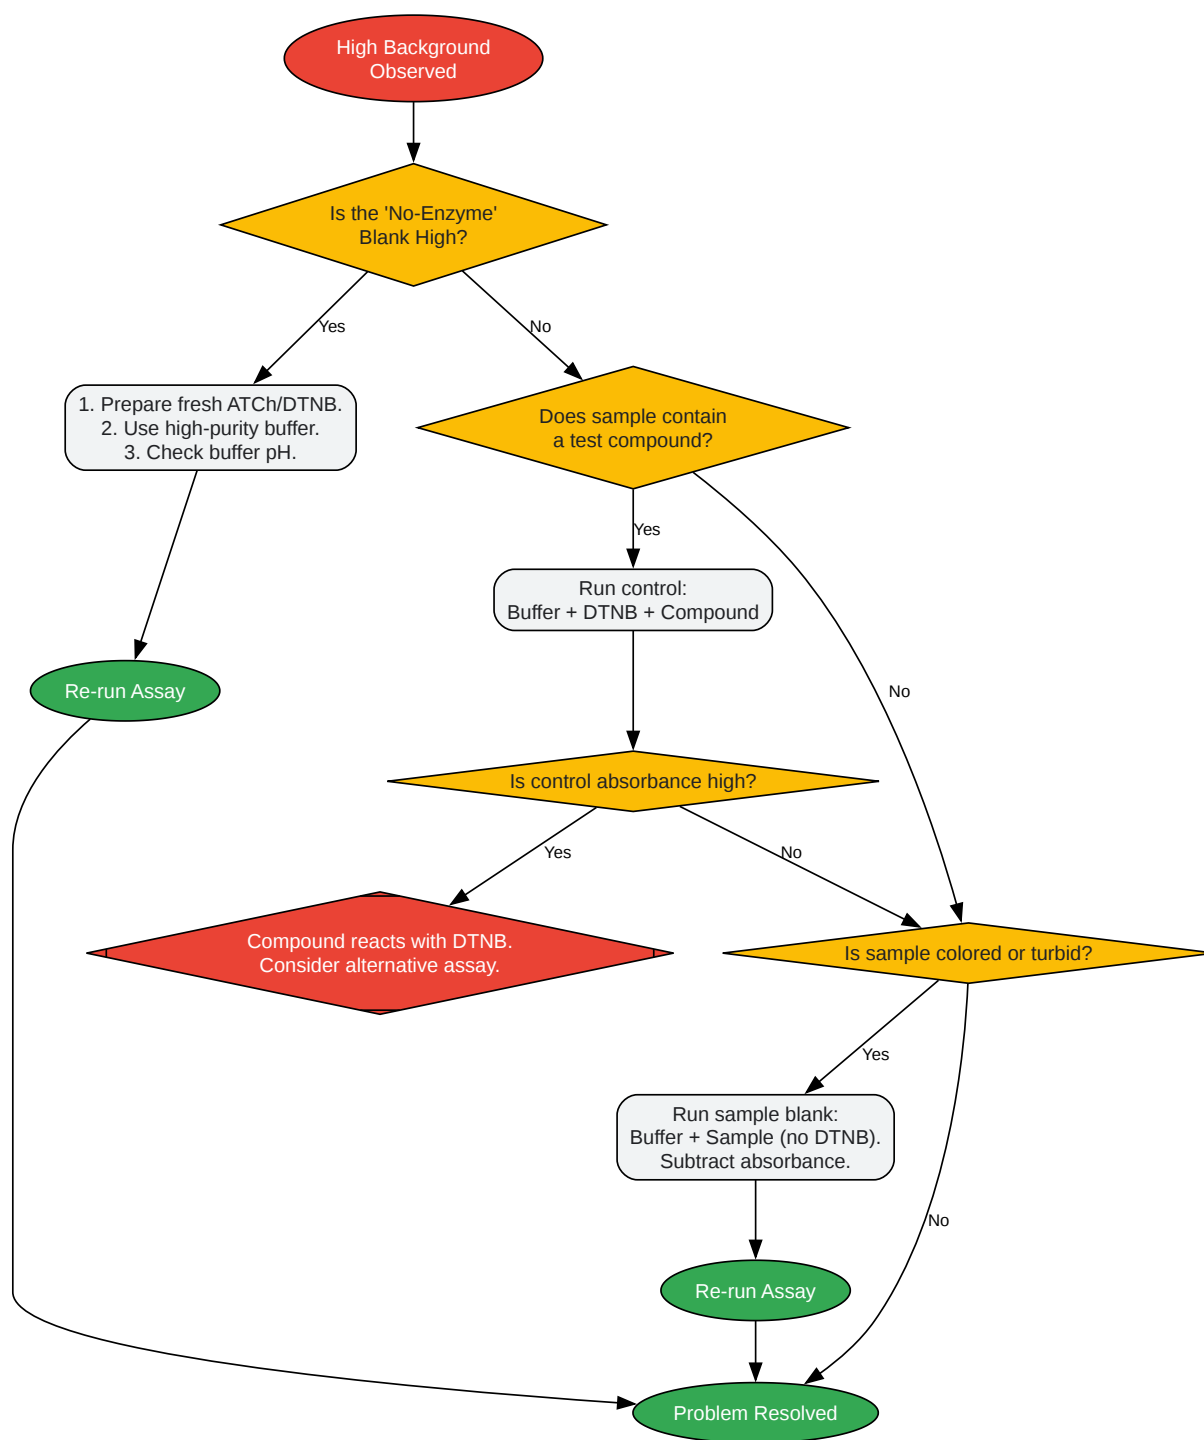 High Background
Observed
Is the 'No-Enzyme'
Blank High?
Yes
No
1. Prepare fresh ATCh/DTNB.
2. Use high-purity buffer.
3. Check buffer pH.
Does sample contain
a test compound?
Yes
Run control:
Buffer + DTNB + Compound
Re-run Assay
No
Is control absorbance high?
Yes
No
Compound reacts with DTNB.
Consider alternative assay.
Is sample colored or turbid?
Yes
Run sample blank:
Buffer + Sample (no DTNB).
Subtract absorbance.
No
Re-run Assay
Problem Resolved